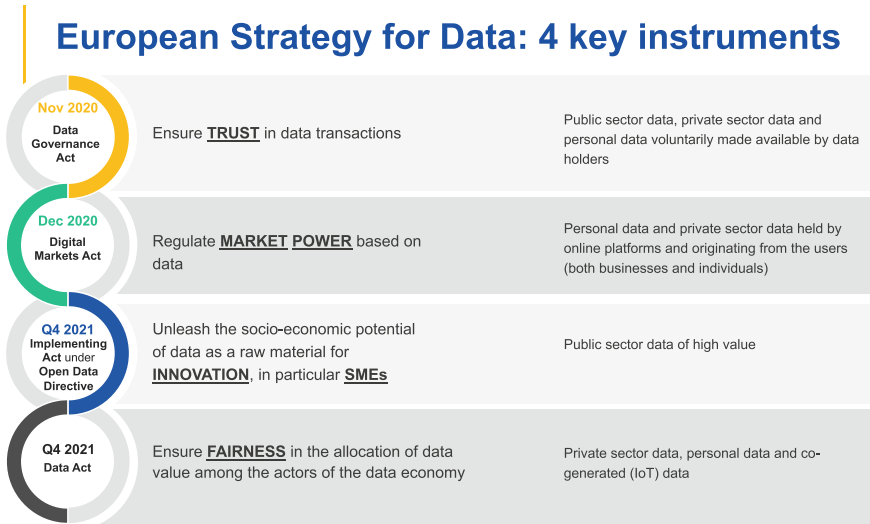 European Strategy for Data: 4 key instruments
Nov 2020
Data
Governance
Act
Ensure TRUST in data transactions
Public sector data, private sector data and
personal data voluntarily made available by data
holders
Dec 2020
Digital
Markets Act
Regulate MARKET POWER based on
data
Personal data and private sector data held by
online platforms and originating from the users
(both businesses and individuals)
Q4 2021
Implementing
Act under
Open Data
Directive
Unleash the socio-economic potential
of data as a raw material for
INNOVATION, in particular SMEs
Public sector data of high value
Q4 2021
Data Act
Ensure FAIRNESS in the allocation of data
value among the actors of the data economy
Private sector data, personal data and co-
generated (IoT) data